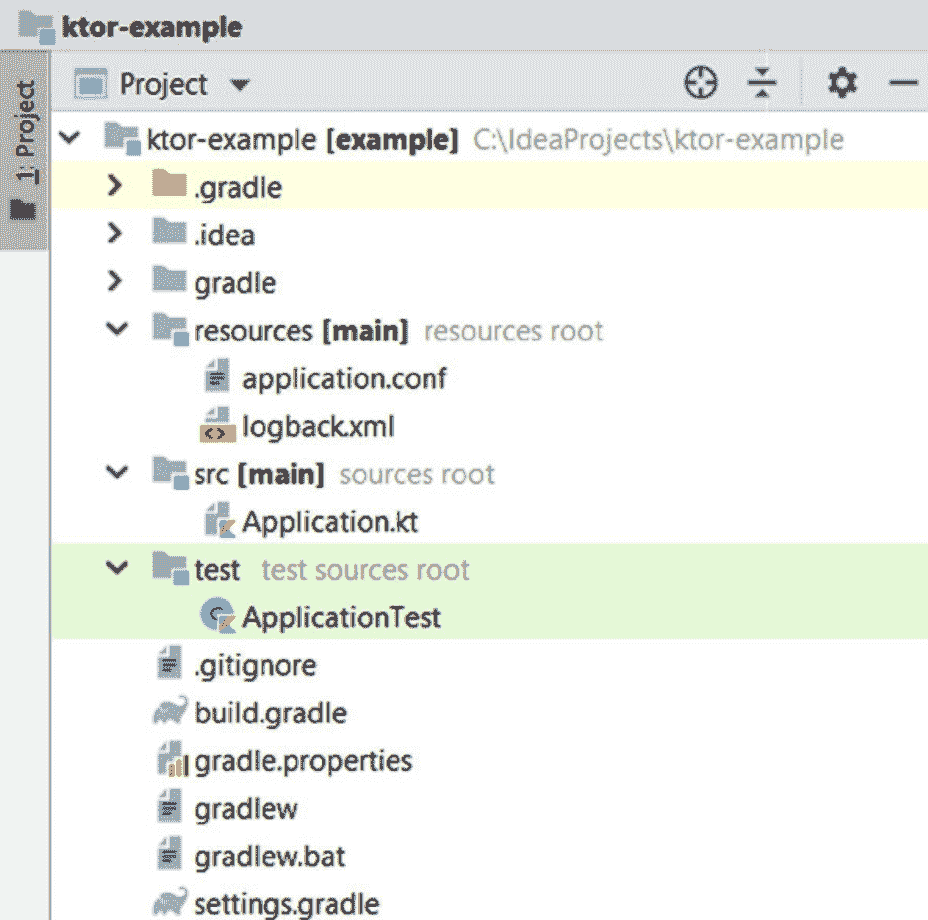 ktor-example
1: Project
Project
ktor-example [example] C:\IdeaProjects\ktor-example
.gradle
.idea
gradle
resources [main] resources root
application.conf
logback.xml
src [main] sources root
Application.kt
test test sources root
ApplicationTest
.gitignore
build.gradle
gradle.properties
gradlew
gradlew.bat
settings.gradle